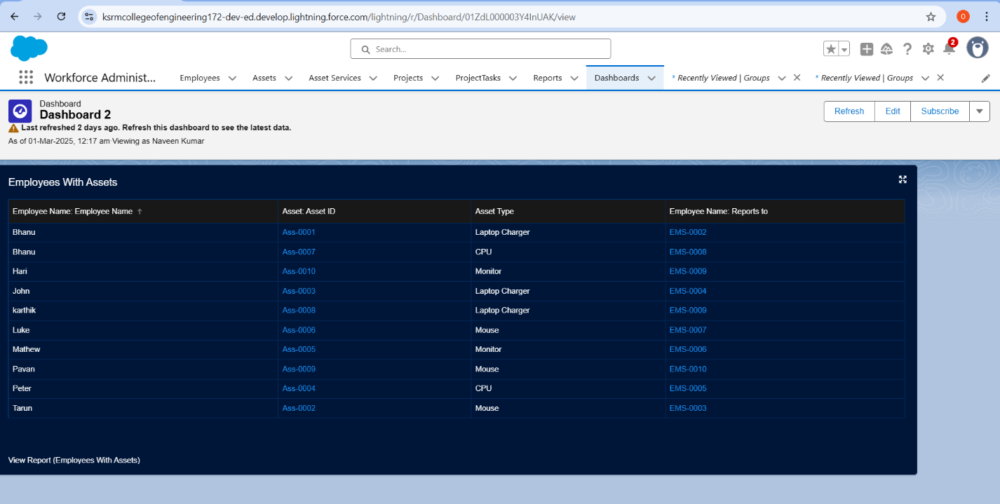 ksrmcollegeofengineering172-dev-ed.develop.lightning.force.com/lightning/r/Dashboard/01ZdL000003Y4InUAK/view
O
Search...
2
Workforce Administ... Employees Assets Asset Services Projects ProjectTasks Reports Dashboards * Recently Viewed | Groups * Recently Viewed | Groups
Dashboard
Dashboard 2
Last refreshed 2 days ago. Refresh this dashboard to see the latest data.
As of 01-Mar-2025, 12:17 am·Viewing as Naveen Kumar
Refresh Edit Subscribe
Employees With Assets
Employee Name: Employee Name ↑ Asset: Asset ID Asset Type Employee Name: Reports to
Bhanu Ass-0001 Laptop Charger EMS-0002
Bhanu Ass-0007 CPU EMS-0008
Hari Ass-0010 Monitor EMS-0009
John Ass-0003 Laptop Charger EMS-0004
karthik Ass-0008 Laptop Charger EMS-0009
Luke Ass-0006 Mouse EMS-0007
Mathew Ass-0005 Monitor EMS-0006
Pavan Ass-0009 Mouse EMS-0010
Peter Ass-0004 CPU EMS-0005
Tarun Ass-0002 Mouse EMS-0003
View Report (Employees With Assets)